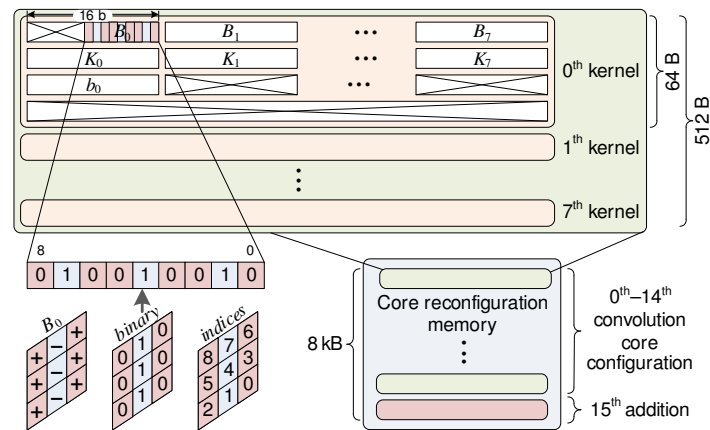 16 b
B0 B1 ••• B7
K0 K1 ••• K7
b0 •••
0th kernel
64 B
512 B
1th kernel
7th kernel
8 0
0 1 0 0 1 0 0 1 0
B0 binary indices
+ − +
+ − +
+ − +
0 1 0
0 1 0
0 1 0
8 7 6
5 4 3
2 1 0
8 kB
Core reconfiguration
memory
0th–14th
convolution
core
configuration
15th addition